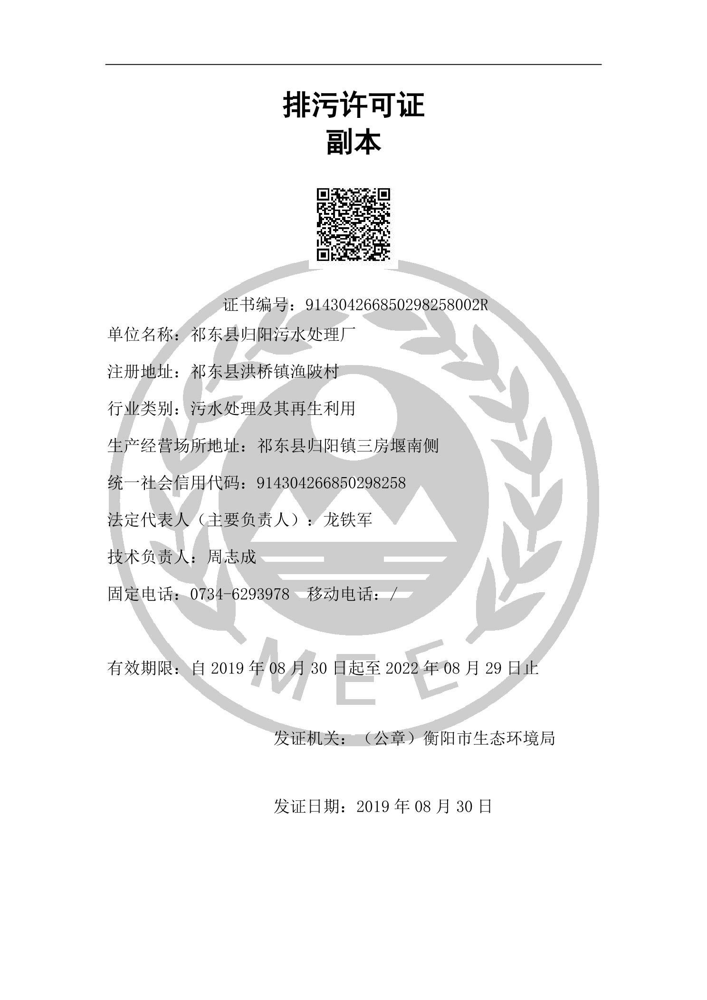 排污许可证
副本
证书编号：914304266850298258002R
单位名称：祁东县归阳污水处理厂
注册地址：祁东县洪桥镇渔陂村
行业类别：污水处理及其再生利用
生产经营场所地址：祁东县归阳镇三房堰南侧
统一社会信用代码：914304266850298258
法定代表人（主要负责人）：龙铁军
技术负责人：周志成
固定电话：0734-6293978 移动电话：/
有效期限：自 2019 年 08 月 30 日起至 2022 年 08 月 29 日止
MEE
发证机关：（公章）衡阳市生态环境局
发证日期：2019 年 08 月 30 日